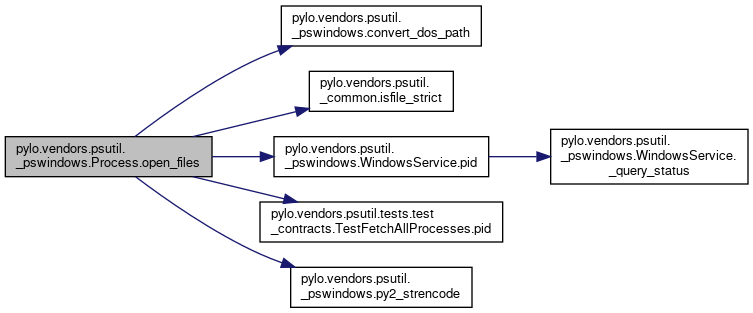 pylo.vendors.psutil.
_pswindows.Process.open_files
pylo.vendors.psutil.
_pswindows.convert_dos_path
pylo.vendors.psutil.
_common.isfile_strict
pylo.vendors.psutil.
_pswindows.WindowsService.pid
pylo.vendors.psutil.
_pswindows.WindowsService.
_query_status
pylo.vendors.psutil.tests.test
_contracts.TestFetchAllProcesses.pid
pylo.vendors.psutil.
_pswindows.py2_strencode